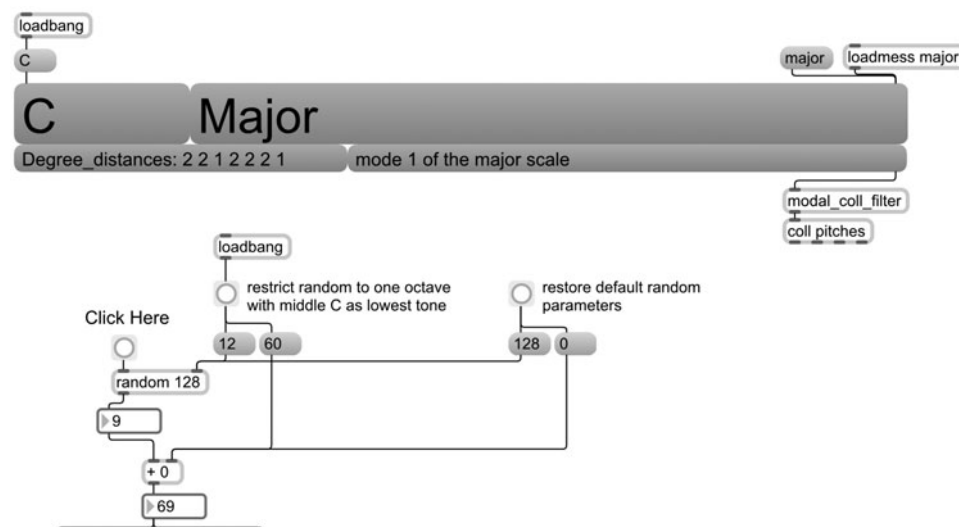 loadbang
C
major
loadmess major
C
Major
Degree_distances: 2 2 1 2 2 2 1
mode 1 of the major scale
modal_coll_filter
coll pitches
loadbang
restrict random to one octave
with middle C as lowest tone
restore default random
parameters
Click Here
12
60
128
0
random 128
9
+ 0
69